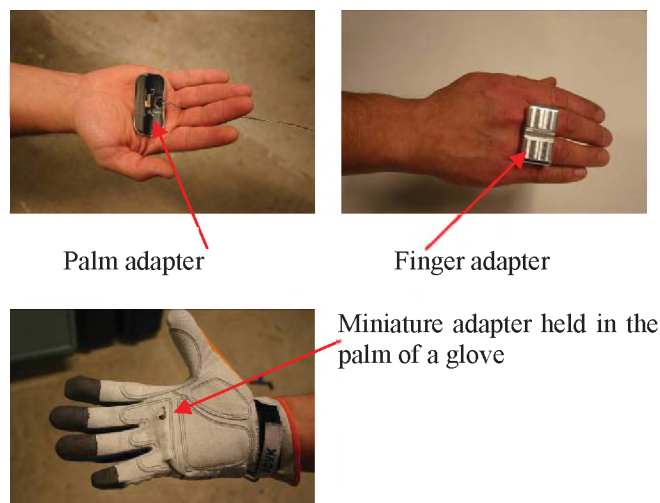 Palm adapter
Finger adapter
Miniature adapter held in the
palm of a glove